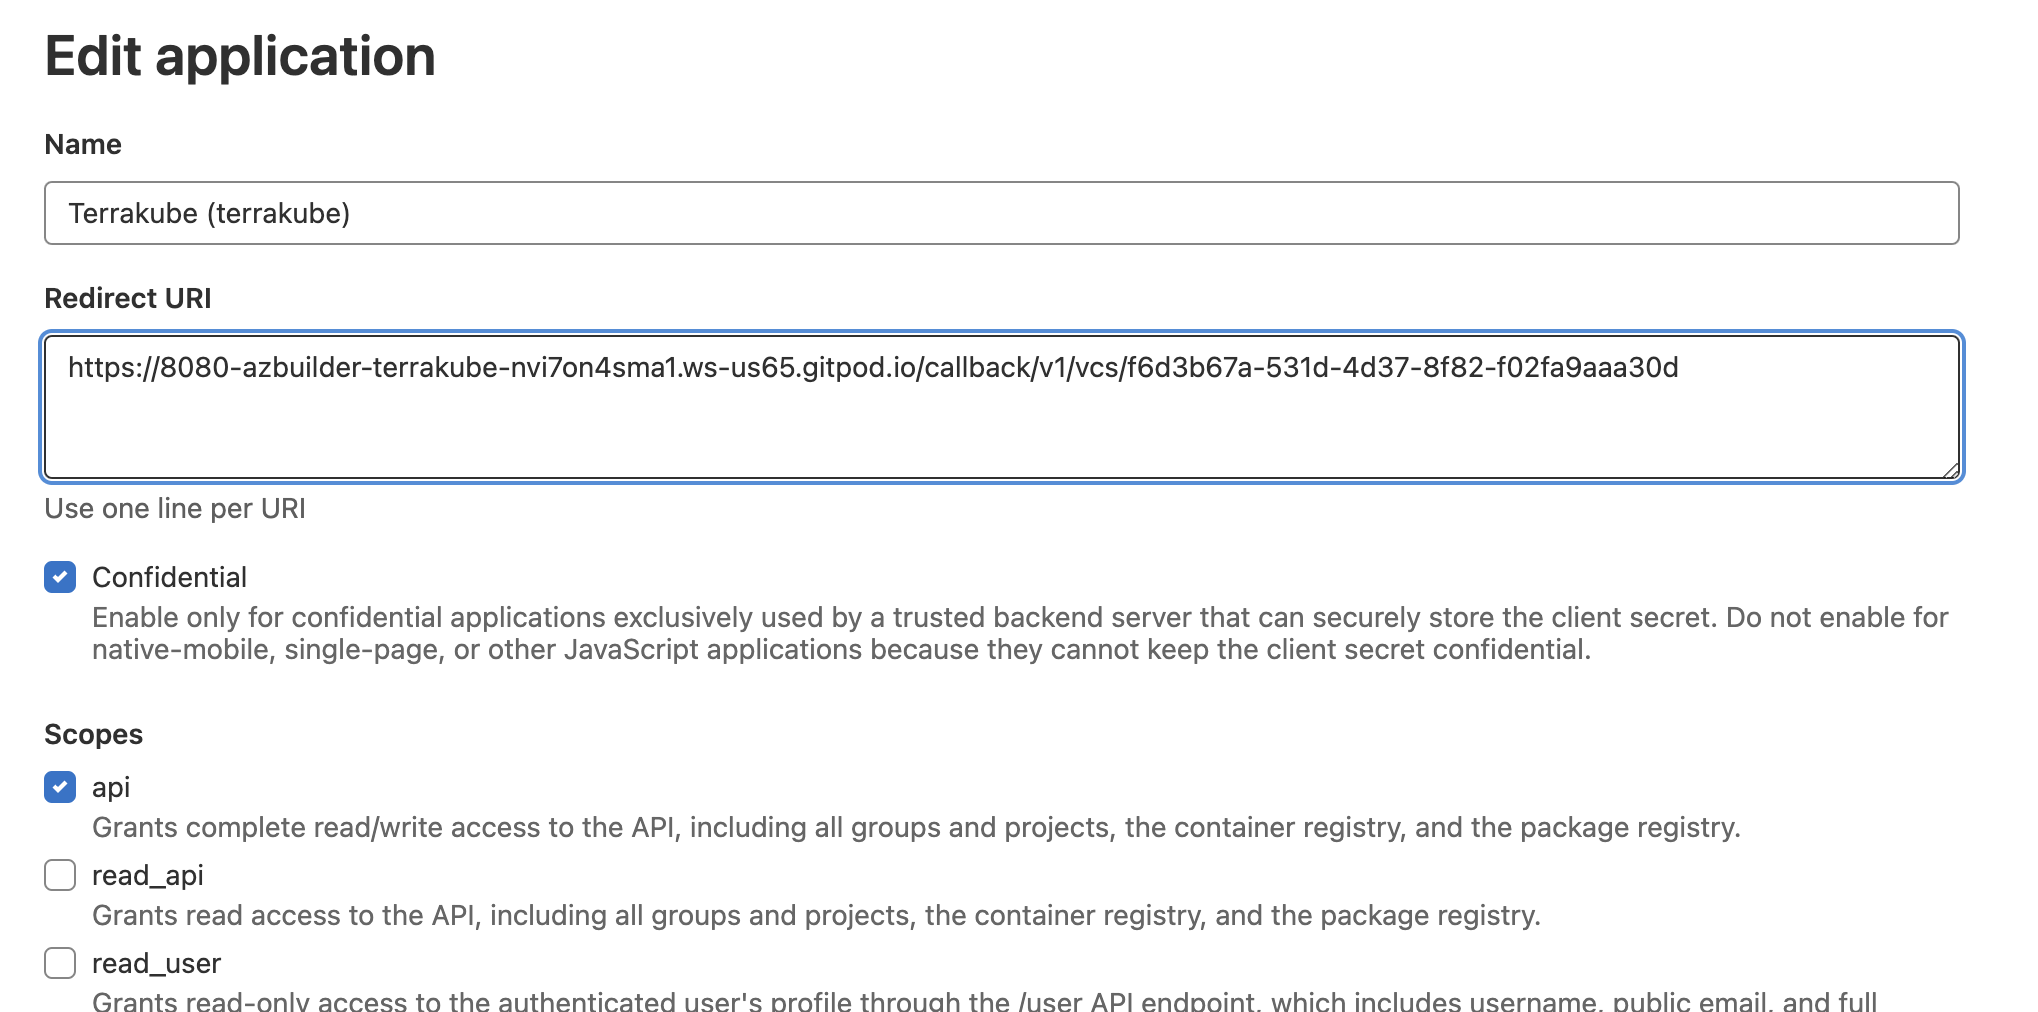 Edit application
Name
Terrakube (terrakube)
Redirect URI
https://8080-azbuilder-terrakube-nvi7on4sma1.ws-us65.gitpod.io/callback/v1/vcs/f6d3b67a-531d-4d37-8f82-f02fa9aaa30d
Use one line per URI
Confidential
Enable only for confidential applications exclusively used by a trusted backend server that can securely store the client secret. Do not enable for
native-mobile, single-page, or other JavaScript applications because they cannot keep the client secret confidential.
Scopes
api
Grants complete read/write access to the API, including all groups and projects, the container registry, and the package registry.
read_api
Grants read access to the API, including all groups and projects, the container registry, and the package registry.
read_user
Grants read-only access to the authenticated user's profile through the /user API endpoint, which includes username, public email, and full